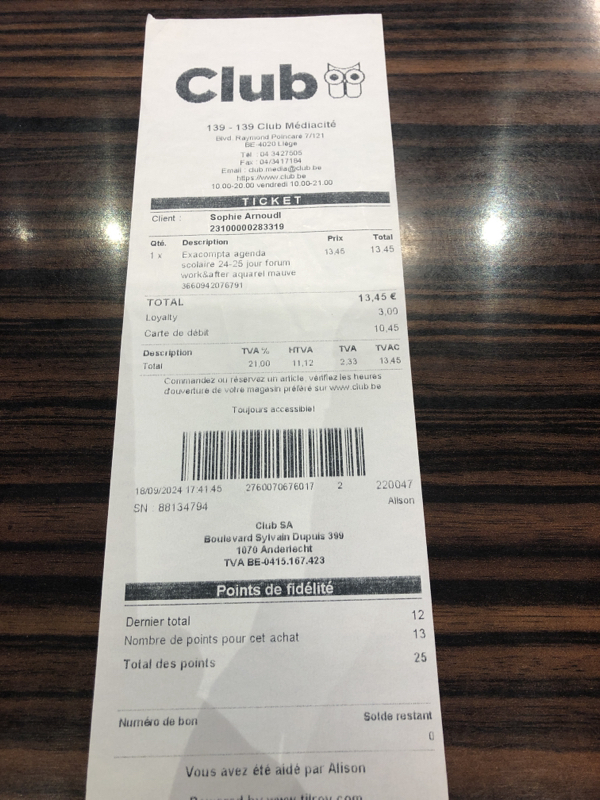 Club
139 - 139 Club Médiacité
Blvd. Raymond Poincare 7/121
BE-4020 Liège
Tél : 04 3427505
Fax : 04/3417184
Email : club.media@club.be
https://www.club.be
10.00-20.00 vendredi 10.00-21.00
TICKET
Client : Sophie Arnoudl
23100000283319
Qté. Description Prix Total
1 x Exacompta agenda 13,45 13.45
scolaire 24-25 jour forum
work&after aquarel mauve
3660942076791
TOTAL 13,45 €
Loyalty 3,00
Carte de débit 10,45
Description TVA % HTVA TVA TVAC
Total 21,00 11,12 2,33 13,45
Commandez ou réservez un article, vérifiez les heures
d'ouverture de votre magasin préféré sur www.club.be
Toujours accessible!
18/09/2024 17:41:45 2760070676017 2 220047
SN : 88134794 Alison
Club SA
Boulevard Sylvain Dupuis 399
1070 Anderlecht
TVA BE-0415.167.423
Points de fidélité
Dernier total 12
Nombre de points pour cet achat 13
Total des points 25
Numéro de bon Solde restant
0
Vous avez été aidé par Alison
Powered by www.tilroy.com